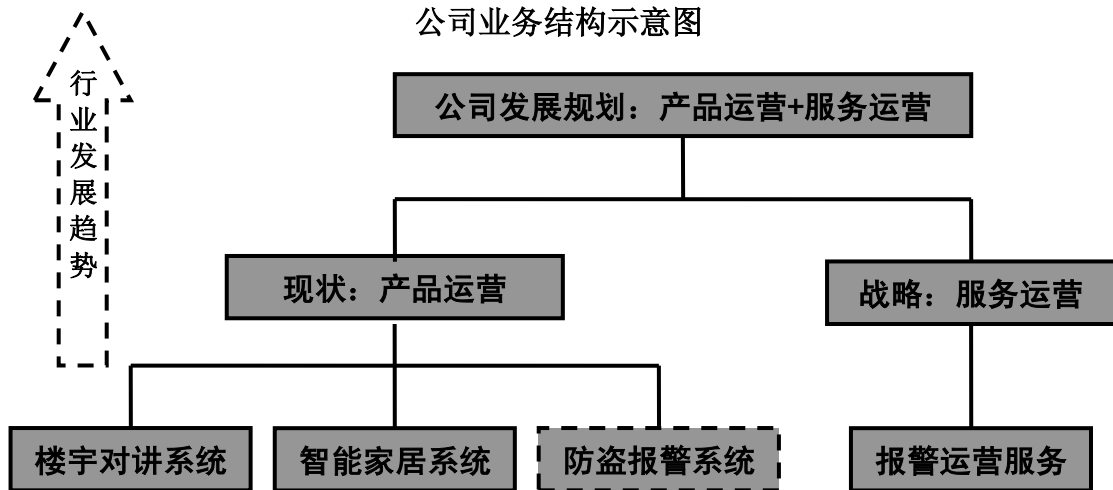 公司业务结构示意图
行业发展趋势
公司发展规划：产品运营+服务运营
现状：产品运营
战略：服务运营
楼宇对讲系统
智能家居系统
防盗报警系统
报警运营服务